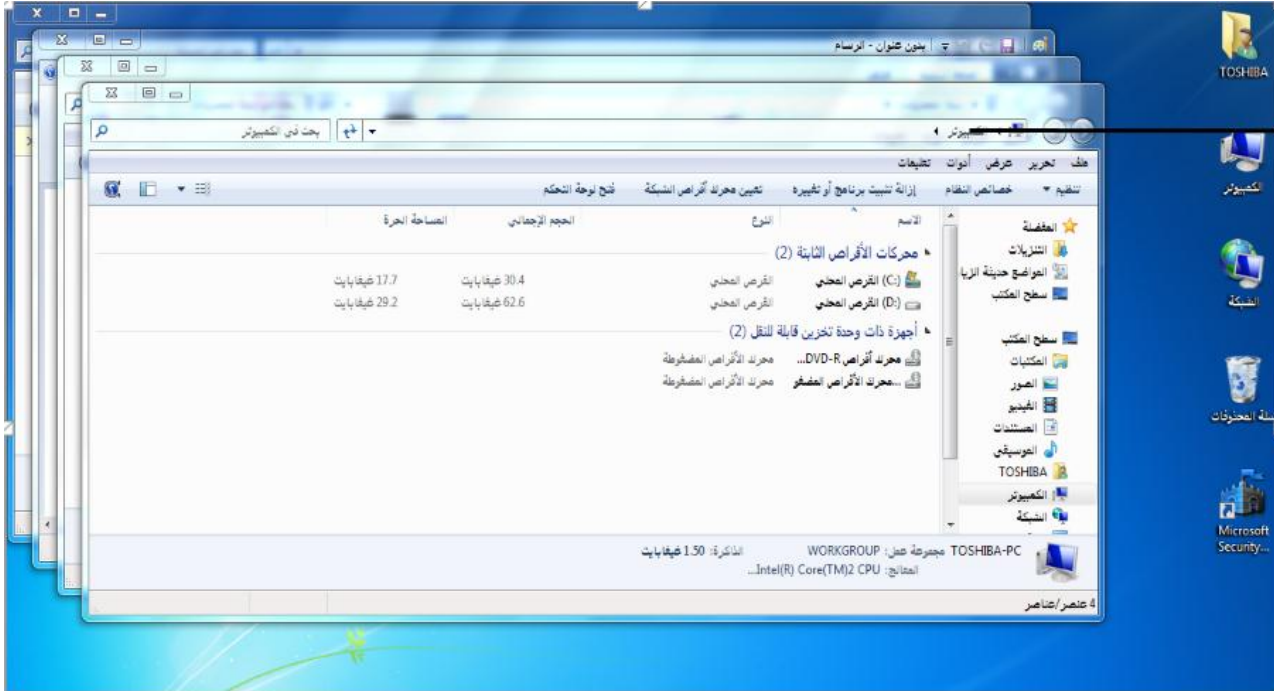 بدون عنوان - الرسام
الكمبيوتر
بحث في الكمبيوتر
ملف تحرير عرض أدوات تعليمات
تنظيم خصائص النظام إزالة تثبيت برنامج أو تغييره تعيين محرك أقراص الشبكة فتح لوحة التحكم
الاسم النوع الحجم الإجمالي المساحة الحرة
محركات الأقراص الثابتة (2)
القرص المحلي (C:) القرص المحلي 30.4 غيغابايت 17.7 غيغابايت
القرص المحلي (D:) القرص المحلي 62.6 غيغابايت 29.2 غيغابايت
أجهزة ذات وحدة تخزين قابلة للنقل (2)
محرك أقراص DVD-R... محرك الأقراص المضغوطة
محرك الأقراص المضغو... محرك الأقراص المضغوطة
المفضلة
التنزيلات
المواضع حديثة الزيا
سطح المكتب
سطح المكتب
المكتبات
الصور
الفيديو
المستندات
الموسيقى
TOSHIBA
الكمبيوتر
الشبكة
TOSHIBA-PC مجموعة عمل: WORKGROUP الذاكرة: 1.50 غيغابايت
المعالج: Intel(R) Core(TM)2 CPU...
4 عنصر/عناصر
TOSHIBA
الكمبيوتر
الشبكة
سلة المحذوفات
Microsoft
Security...